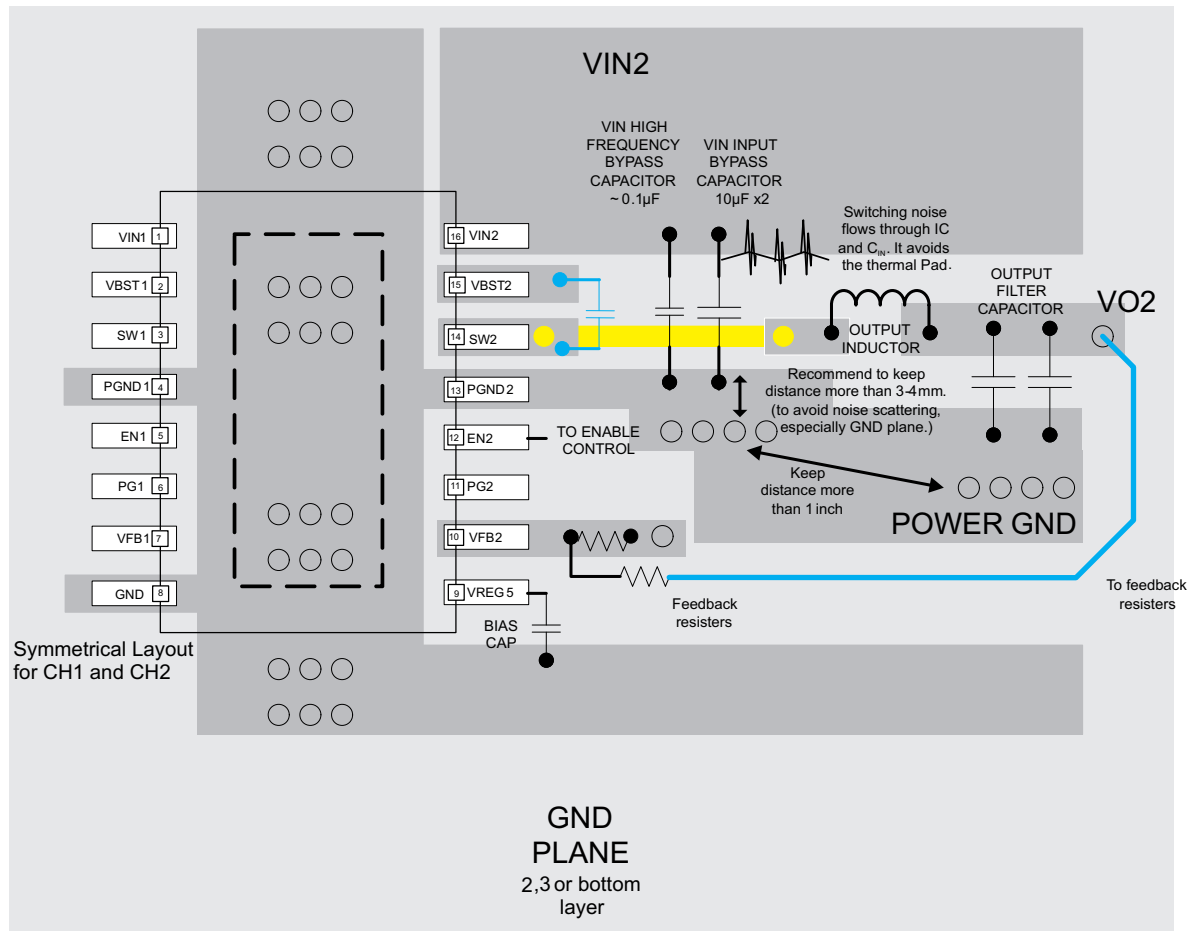 VIN2
VIN HIGH
FREQUENCY
BYPASS
CAPACITOR
~ 0.1µF
VIN INPUT
BYPASS
CAPACITOR
10µF x2
Switching noise
flows through IC
and CIN. It avoids
the thermal Pad.
OUTPUT
FILTER
CAPACITOR
VO2
OUTPUT
INDUCTOR
VIN1 1
VBST1 2
SW1 3
PGND1 4
EN1 5
PG1 6
VFB1 7
GND 8
16 VIN2
15 VBST2
14 SW2
13 PGND2
12 EN2
11 PG2
10 VFB2
9 VREG5
Recommend to keep
distance more than 3-4mm.
(to avoid noise scattering,
especially GND plane.)
TO ENABLE
CONTROL
Keep
distance more
than 1 inch
POWER GND
To feedback
resisters
Feedback
resisters
BIAS
CAP
Symmetrical Layout
for CH1 and CH2
GND
PLANE
2,3 or bottom
layer